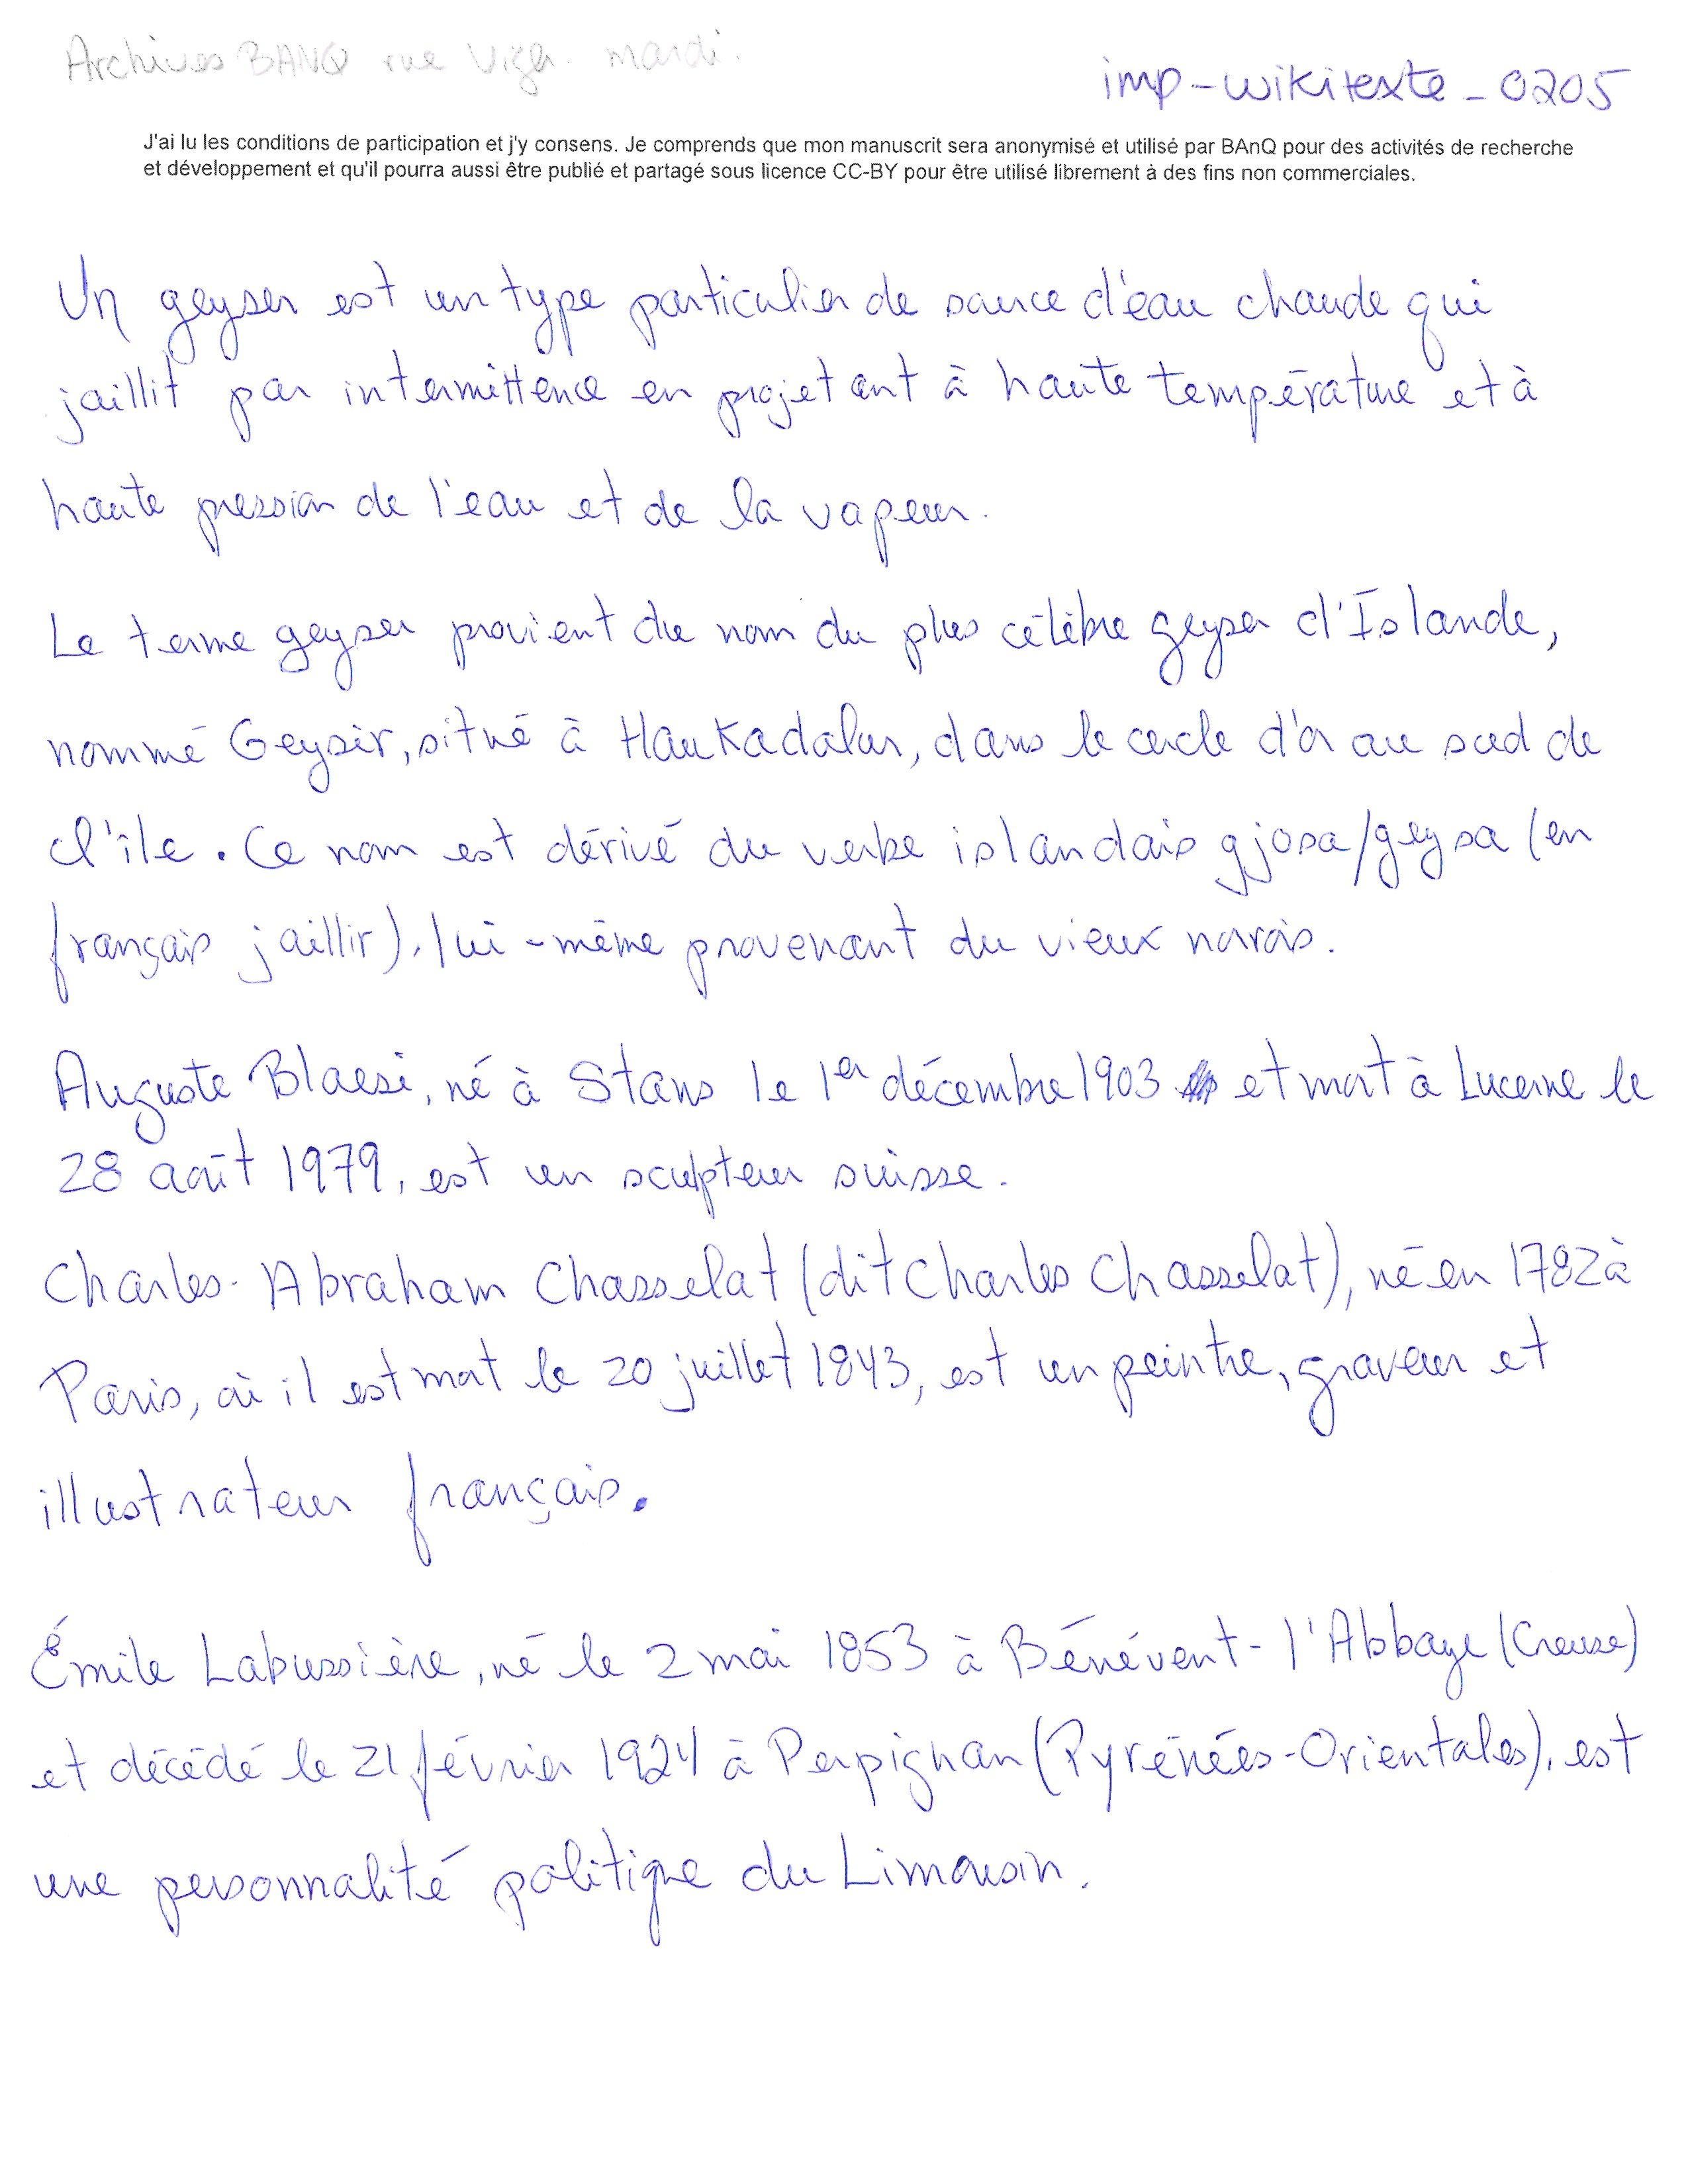 Archives BANQ rue Viger mardi.
imp-wikitexte_0205
J'ai lu les conditions de participation et j'y consens. Je comprends que mon manuscrit sera anonymisé et utilisé par BAnQ pour des activités de recherche
et développement et qu'il pourra aussi être publié et partagé sous licence CC-BY pour être utilisé librement à des fins non commerciales.
Un geyser est un type particulier de source d'eau chaude qui
jaillit par intermittence en projetant à haute température et à
haute pression de l'eau et de la vapeur.
Le terme geyser provient du nom du plus célèbre geyser d'Islande,
nommé Geysir, situé à Haukadalur, dans le cercle d'or au sud de
l'île. Ce nom est dérivé du verbe islandais gjosa/geysa (en
français jaillir), lui-même provenant du vieux norois.
Auguste Blaesi, né à Stans le 1er décembre 1903 et mort à Lucerne le
28 août 1979, est un sculpteur suisse.
Charles-Abraham Chasselat (dit Charles Chasselat), né en 1782 à
Paris, où il est mort le 20 juillet 1843, est un peintre, graveur et
illustrateur français.
Émile Labussière, né le 2 mai 1853 à Bénévent-l'Abbaye (Creuse)
et décédé le 21 février 1924 à Perpignan (Pyrénées-Orientales), est
une personnalité politique du Limousin.